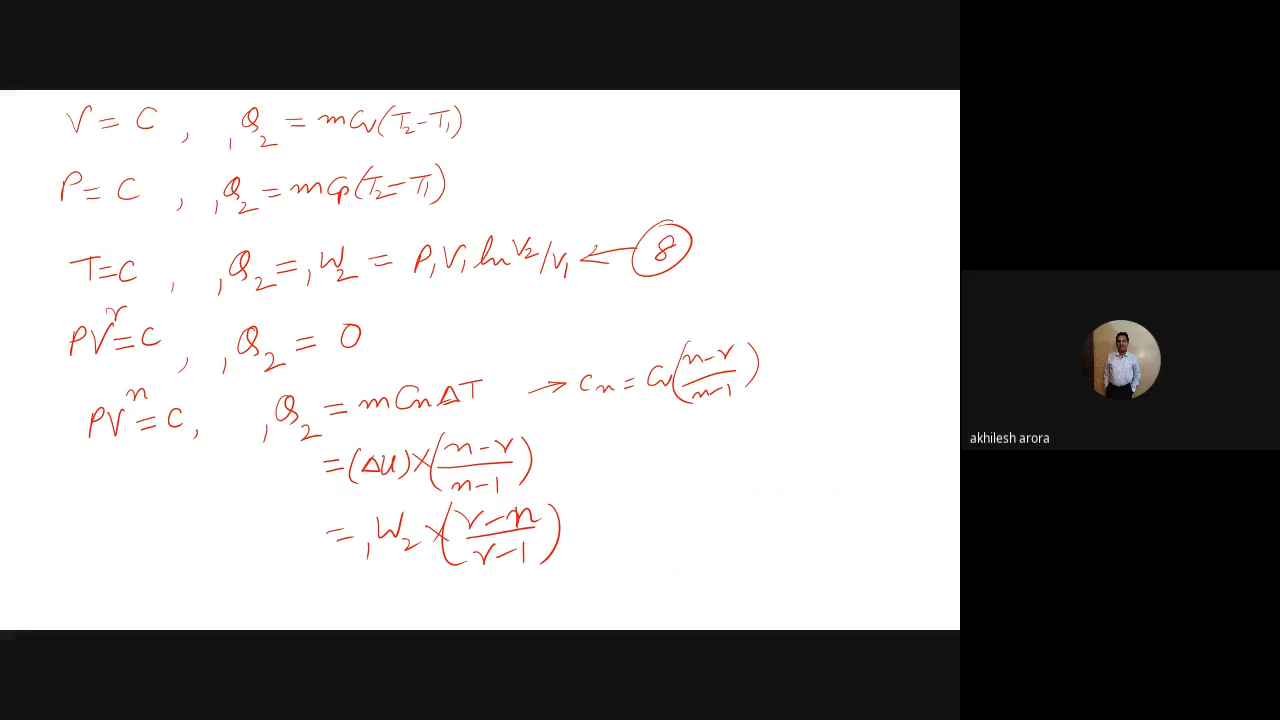 V = C , ₁Q₂ = mCv(T₂ − T₁)
P = C , ₁Q₂ = mCp(T₂ − T₁)
T = C , ₁Q₂ = ₁W₂ = P₁V₁ ln V₂/V₁ ← 8
PV^γ = C , ₁Q₂ = 0
PVⁿ = C , ₁Q₂ = mCnΔT → Cn = Cv((n−γ)/(n−1))
= (ΔU) × ((n−γ)/(n−1))
= ₁W₂ × ((γ−n)/(γ−1))
akhilesh arora